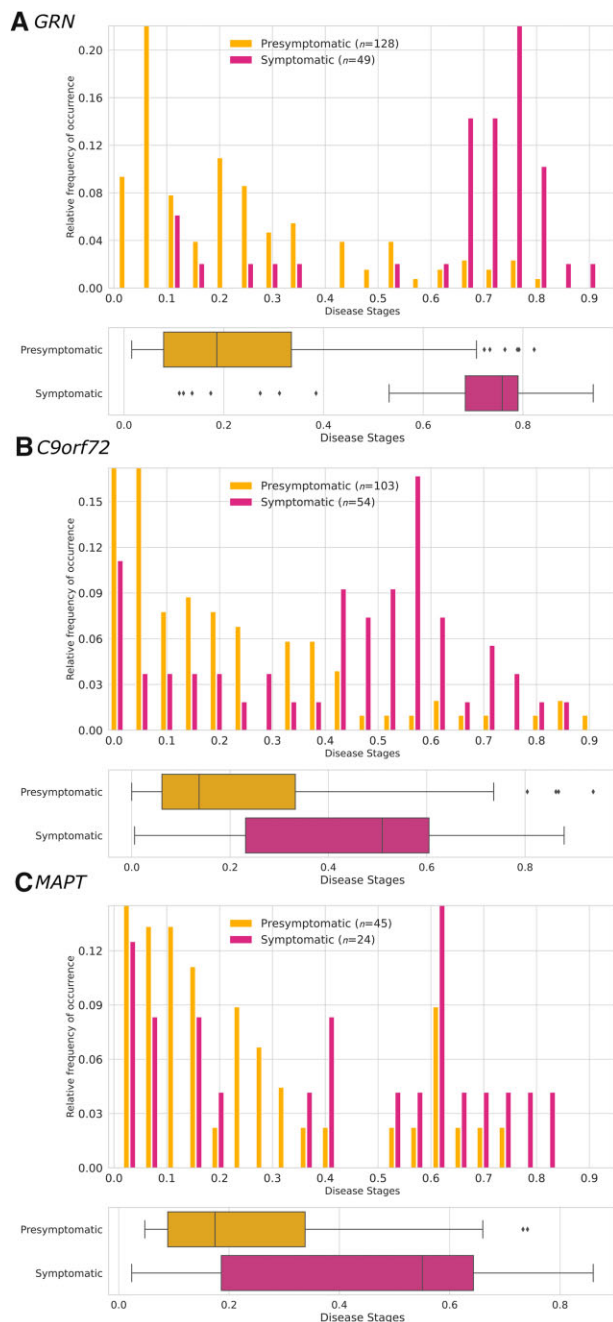 A GRN
0.20
0.16
0.12
0.08
0.04
0.00
Relative frequency of occurrence
Presymptomatic (n=128)
Symptomatic (n=49)
0.0 0.1 0.2 0.3 0.4 0.5 0.6 0.7 0.8 0.9
Disease Stages
Presymptomatic
Symptomatic
0.0 0.2 0.4 0.6 0.8
Disease Stages
B C9orf72
0.15
0.12
0.09
0.06
0.03
0.00
Relative frequency of occurrence
Presymptomatic (n=103)
Symptomatic (n=54)
0.0 0.1 0.2 0.3 0.4 0.5 0.6 0.7 0.8 0.9
Disease Stages
Presymptomatic
Symptomatic
0.0 0.2 0.4 0.6 0.8
Disease Stages
C MAPT
0.12
0.09
0.06
0.03
0.00
Relative frequency of occurrence
Presymptomatic (n=45)
Symptomatic (n=24)
0.0 0.1 0.2 0.3 0.4 0.5 0.6 0.7 0.8 0.9
Disease Stages
Presymptomatic
Symptomatic
0.0 0.2 0.4 0.6 0.8
Disease Stages